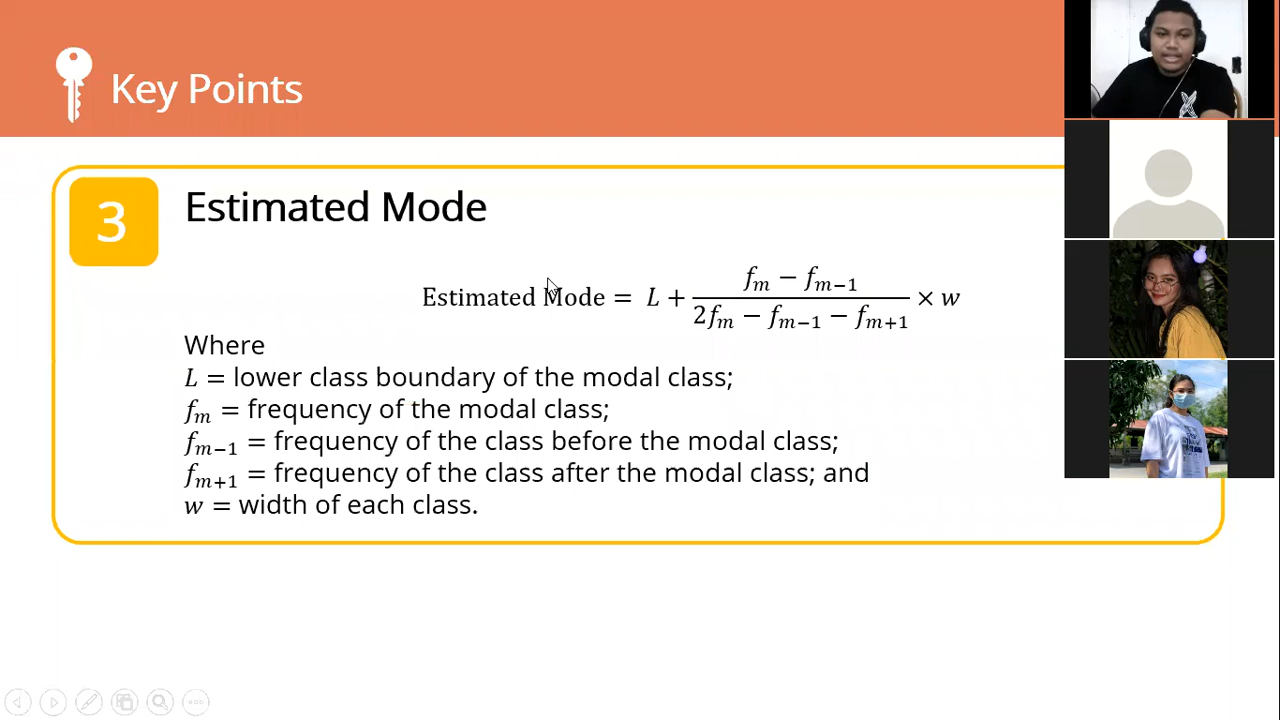 Key Points
3
Estimated Mode
Estimated Mode = L + \frac{f_m − f_{m−1}}{2f_m − f_{m−1} − f_{m+1}} × w
Where
L = lower class boundary of the modal class;
f_m = frequency of the modal class;
f_{m−1} = frequency of the class before the modal class;
f_{m+1} = frequency of the class after the modal class; and
w = width of each class.